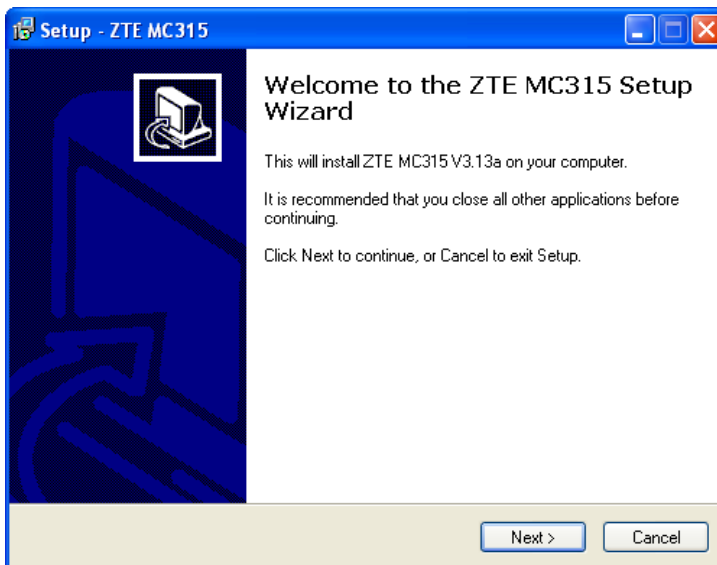 Setup - ZTE MC315
Welcome to the ZTE MC315 Setup
Wizard
This will install ZTE MC315 V3.13a on your computer.
It is recommended that you close all other applications before
continuing.
Click Next to continue, or Cancel to exit Setup.
Next >
Cancel